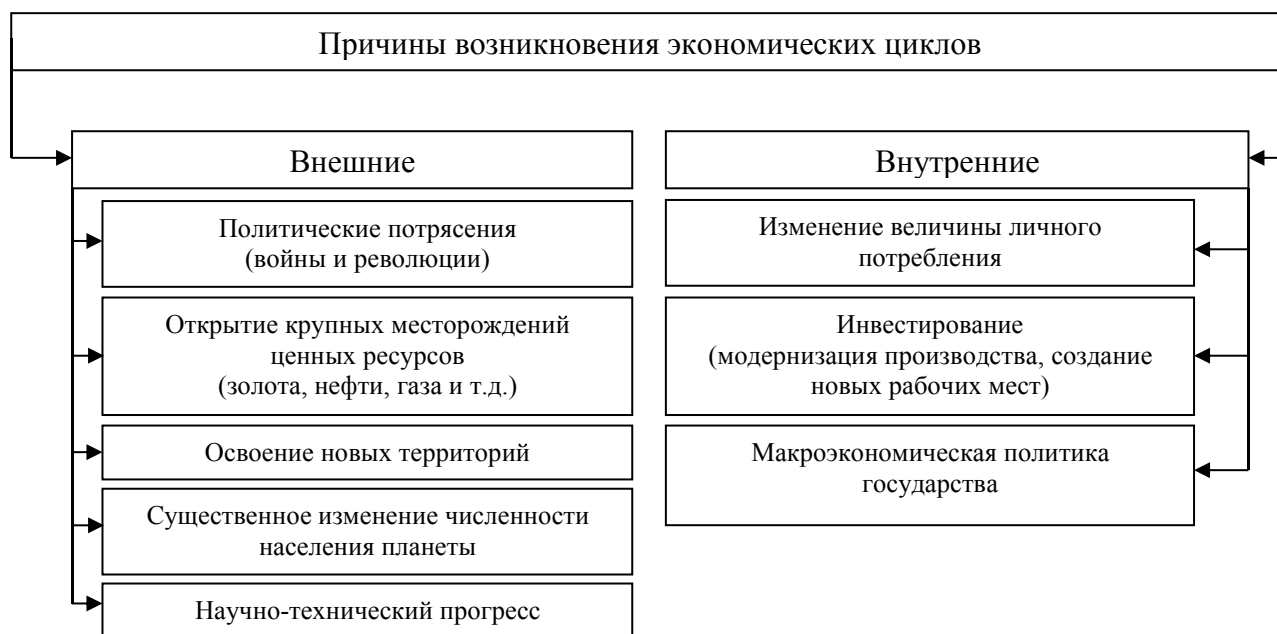 Причины возникновения экономических циклов
Внешние
Политические потрясения
(войны и революции)
Открытие крупных месторождений
ценных ресурсов
(золота, нефти, газа и т.д.)
Освоение новых территорий
Существенное изменение численности
населения планеты
Научно-технический прогресс
Внутренние
Изменение величины личного
потребления
Инвестирование
(модернизация производства, создание
новых рабочих мест)
Макроэкономическая политика
государства